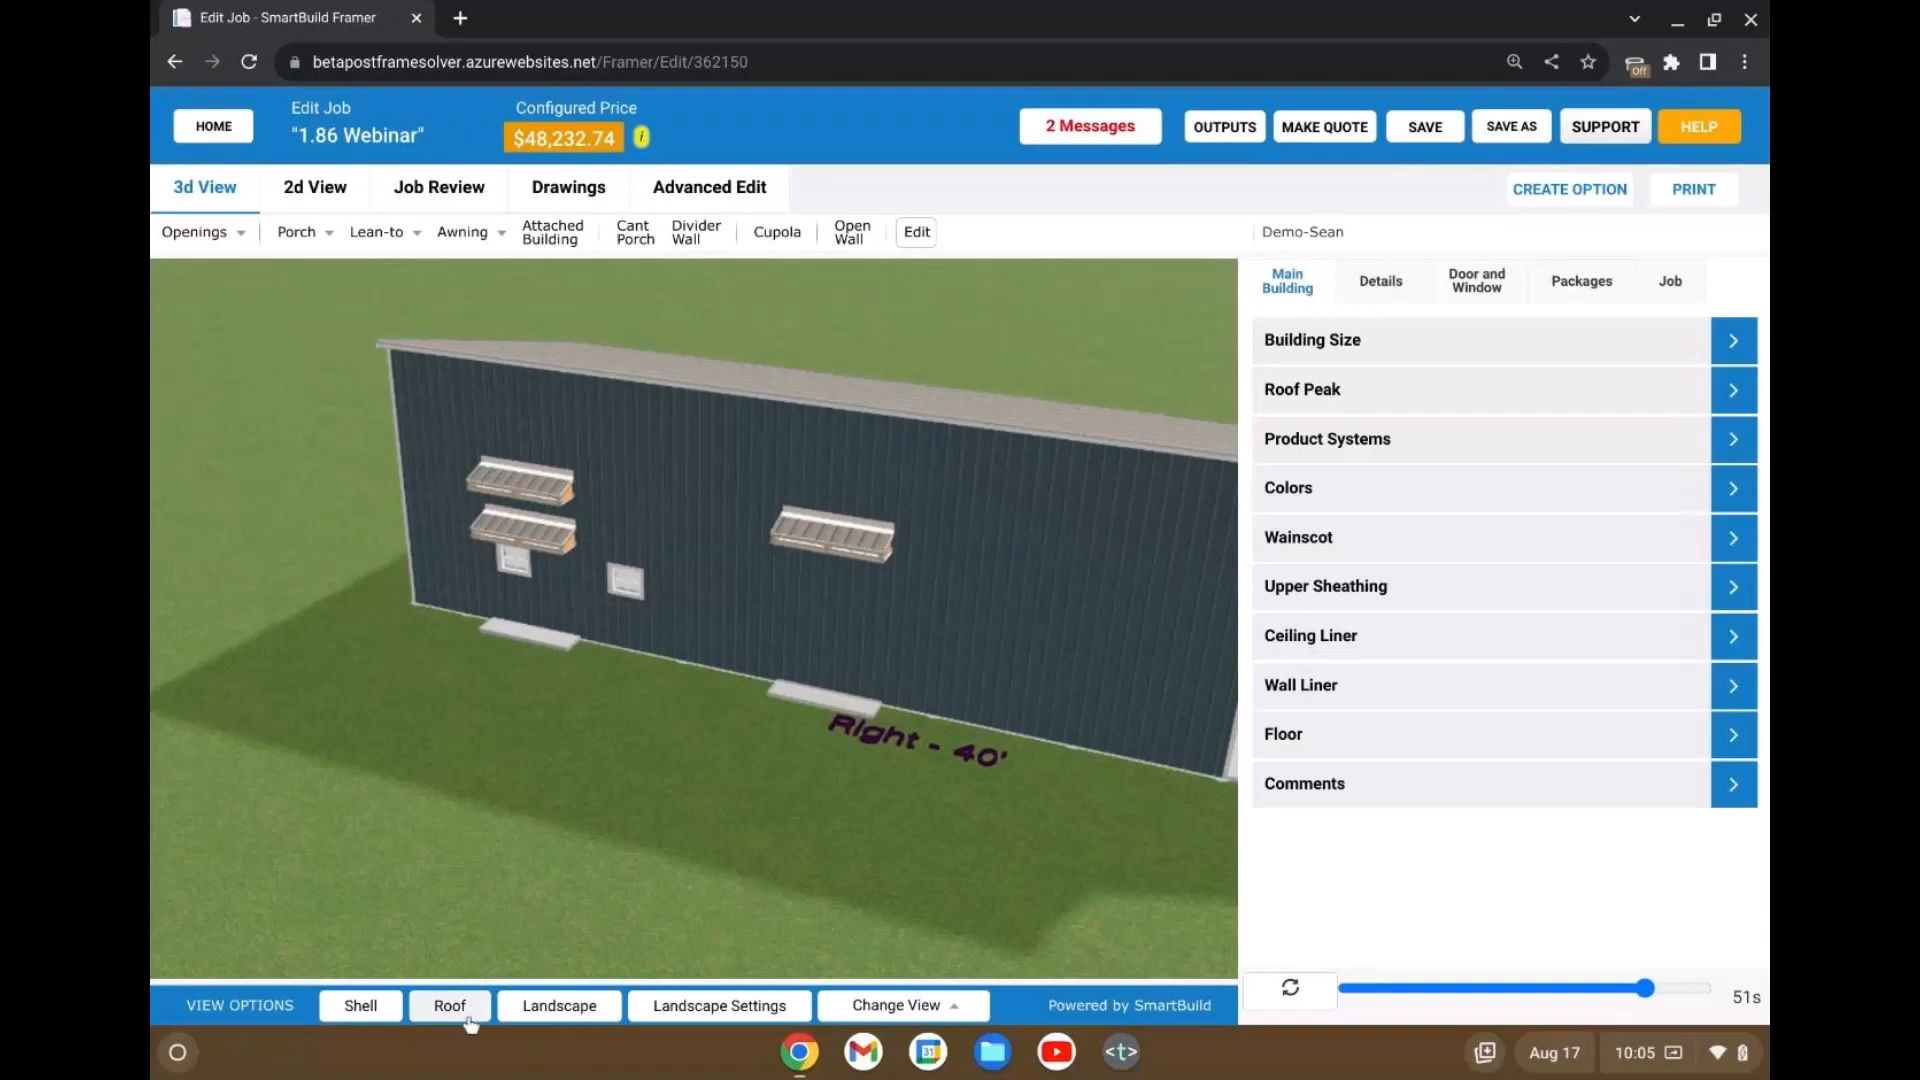 Edit Job - SmartBuild Framer
betapostframesolver.azurewebsites.net/Framer/Edit/362150
Off
HOME
Edit Job
"1.86 Webinar"
Configured Price
$48,232.74
i
2 Messages
OUTPUTS
MAKE QUOTE
SAVE
SAVE AS
SUPPORT
HELP
3d View
2d View
Job Review
Drawings
Advanced Edit
CREATE OPTION
PRINT
Openings
Porch
Lean-to
Awning
Attached Building
Cant Porch
Divider Wall
Cupola
Open Wall
Edit
Demo-Sean
Main Building
Details
Door and Window
Packages
Job
Building Size
Roof Peak
Product Systems
Colors
Wainscot
Upper Sheathing
Ceiling Liner
Wall Liner
Floor
Comments
Right - 40'
51s
VIEW OPTIONS
Shell
Roof
Landscape
Landscape Settings
Change View
Powered by SmartBuild
31
<t>
Aug 17
10:05